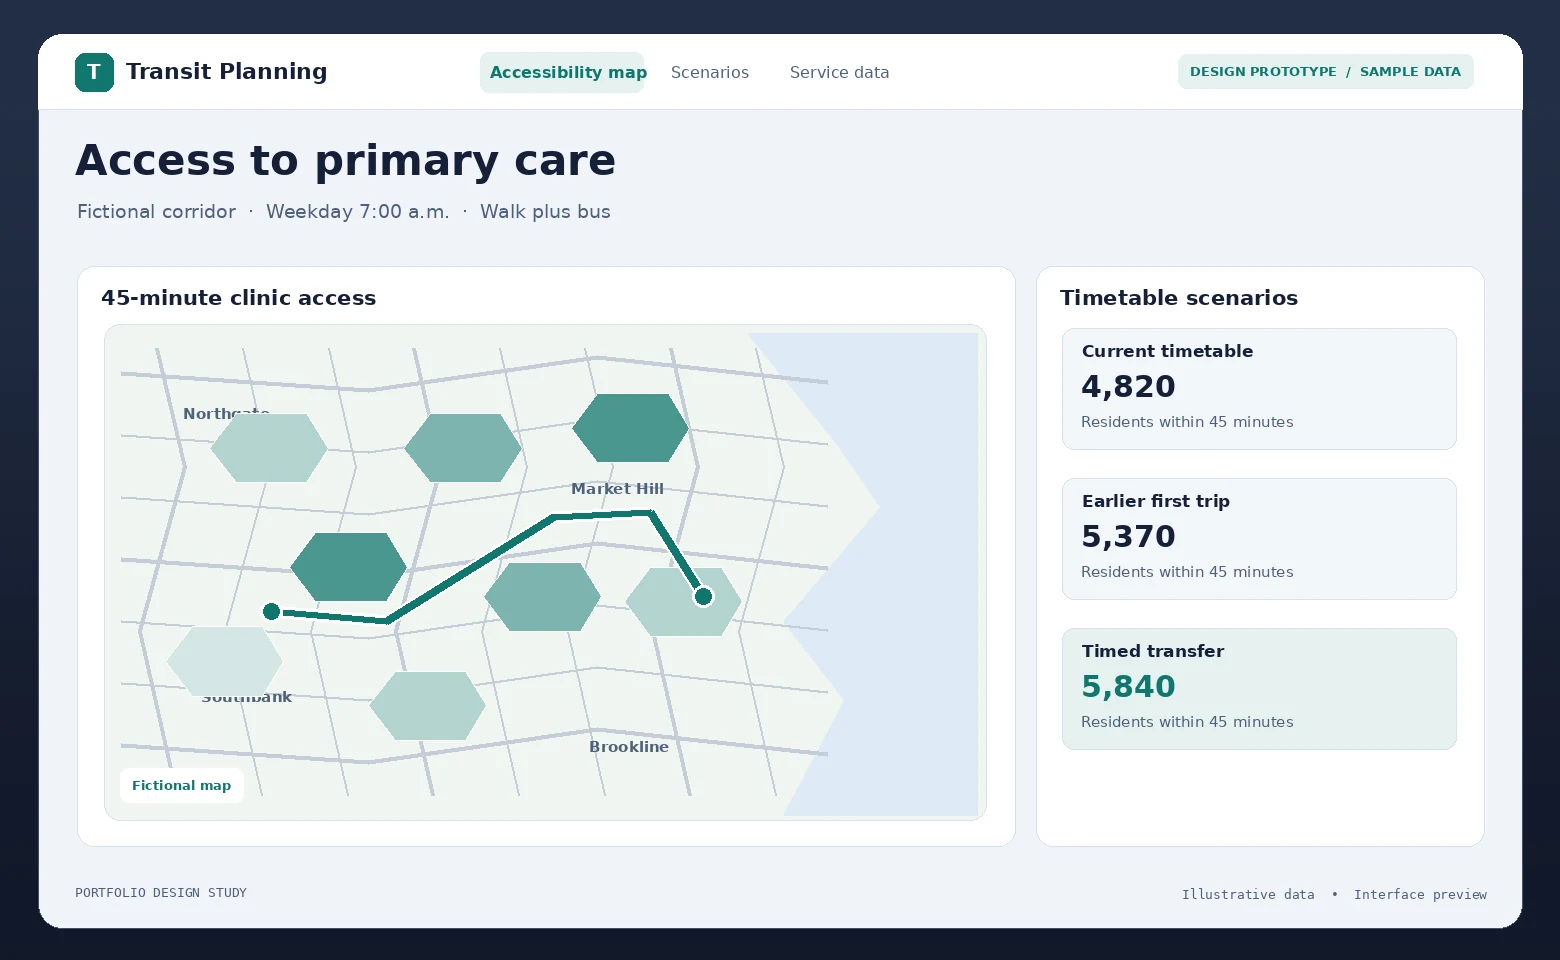 T Transit Planning
Accessibility map Scenarios Service data
DESIGN PROTOTYPE / SAMPLE DATA
Access to primary care
Fictional corridor · Weekday 7:00 a.m. · Walk plus bus
45-minute clinic access
Northgate
Market Hill
Southbank
Brookline
Fictional map
Timetable scenarios
Current timetable
4,820
Residents within 45 minutes
Earlier first trip
5,370
Residents within 45 minutes
Timed transfer
5,840
Residents within 45 minutes
PORTFOLIO DESIGN STUDY
Illustrative data • Interface preview